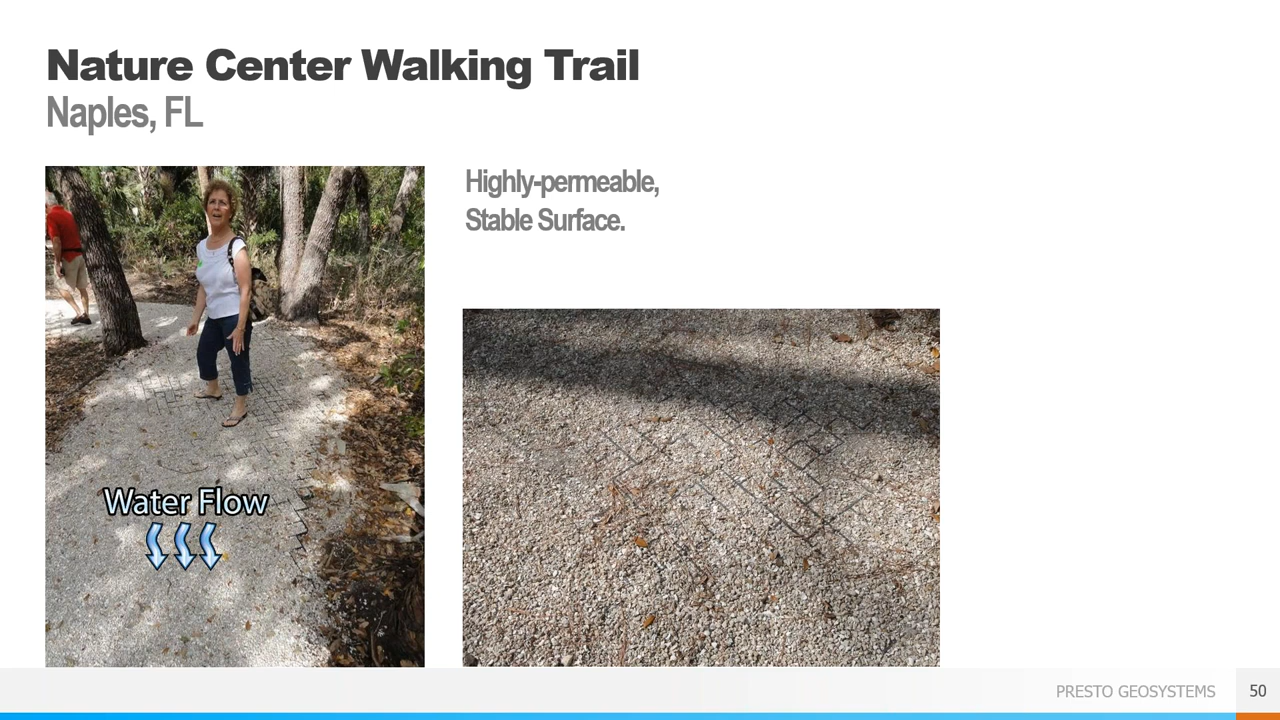 Nature Center Walking Trail
Naples, FL
Highly-permeable,
Stable Surface.
Water Flow
PRESTO GEOSYSTEMS
50